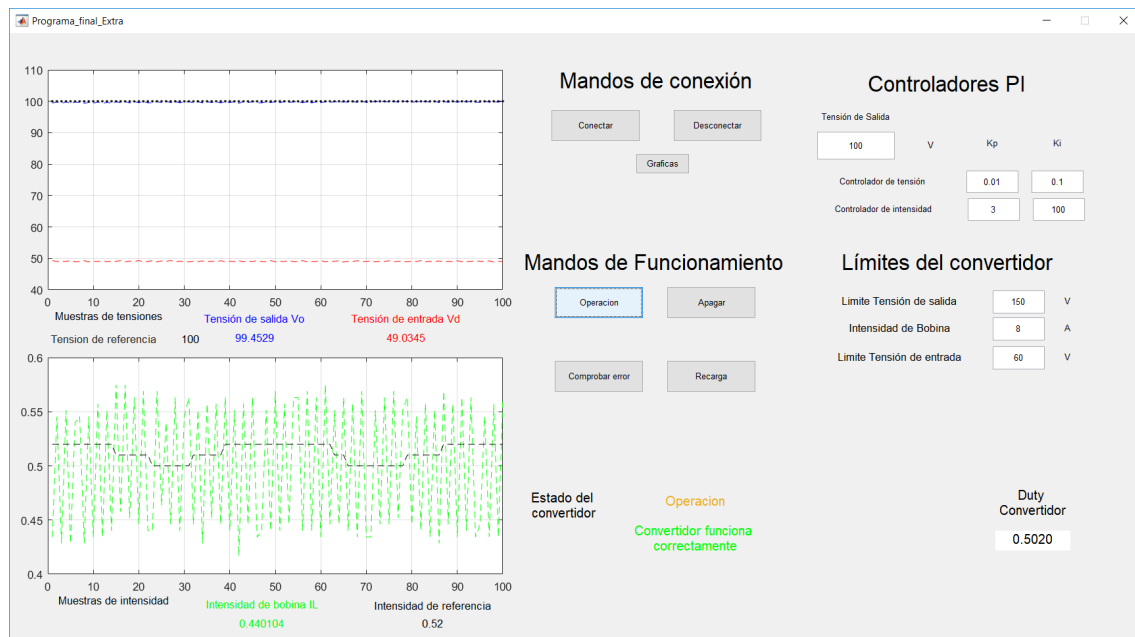 Programa_final_Extra
110
100
90
80
70
60
50
40
0 10 20 30 40 50 60 70 80 90 100
Muestras de tensiones
Tensión de salida Vo
Tensión de entrada Vd
Tension de referencia 100
99.4529
49.0345
0.6
0.55
0.5
0.45
0.4
0 10 20 30 40 50 60 70 80 90 100
Muestras de intensidad
Intensidad de bobina IL
Intensidad de referencia
0.440104
0.52
Mandos de conexión
Conectar
Desconectar
Graficas
Mandos de Funcionamiento
Operacion
Apagar
Comprobar error
Recarga
Estado del
convertidor
Operacion
Convertidor funciona
correctamente
Controladores PI
Tensión de Salida
100 V Kp Ki
Controlador de tensión 0.01 0.1
Controlador de intensidad 3 100
Límites del convertidor
Limite Tensión de salida 150 V
Intensidad de Bobina 8 A
Limite Tensión de entrada 60 V
Duty
Convertidor
0.5020